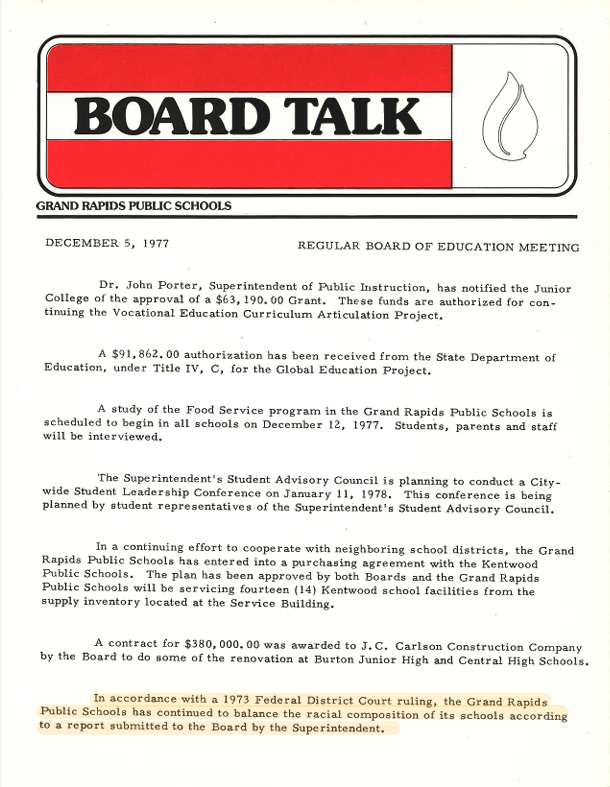 BOARD TALK
GRAND RAPIDS PUBLIC SCHOOLS
DECEMBER 5, 1977 REGULAR BOARD OF EDUCATION MEETING
Dr. John Porter, Superintendent of Public Instruction, has notified the Junior
College of the approval of a $63,190.00 Grant. These funds are authorized for con-
tinuing the Vocational Education Curriculum Articulation Project.
A $91,862.00 authorization has been received from the State Department of
Education, under Title IV, C, for the Global Education Project.
A study of the Food Service program in the Grand Rapids Public Schools is
scheduled to begin in all schools on December 12, 1977. Students, parents and staff
will be interviewed.
The Superintendent's Student Advisory Council is planning to conduct a City-
wide Student Leadership Conference on January 11, 1978. This conference is being
planned by student representatives of the Superintendent's Student Advisory Council.
In a continuing effort to cooperate with neighboring school districts, the Grand
Rapids Public Schools has entered into a purchasing agreement with the Kentwood
Public Schools. The plan has been approved by both Boards and the Grand Rapids
Public Schools will be servicing fourteen (14) Kentwood school facilities from the
supply inventory located at the Service Building.
A contract for $380,000.00 was awarded to J.C. Carlson Construction Company
by the Board to do some of the renovation at Burton Junior High and Central High Schools.
In accordance with a 1973 Federal District Court ruling, the Grand Rapids
Public Schools has continued to balance the racial composition of its schools according
to a report submitted to the Board by the Superintendent.